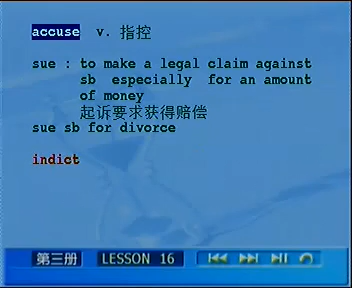 accuse v. 指控
sue : to make a legal claim against
sb especially for an amount
of money
起诉要求获得赔偿
sue sb for divorce
indict
第三册 LESSON 16